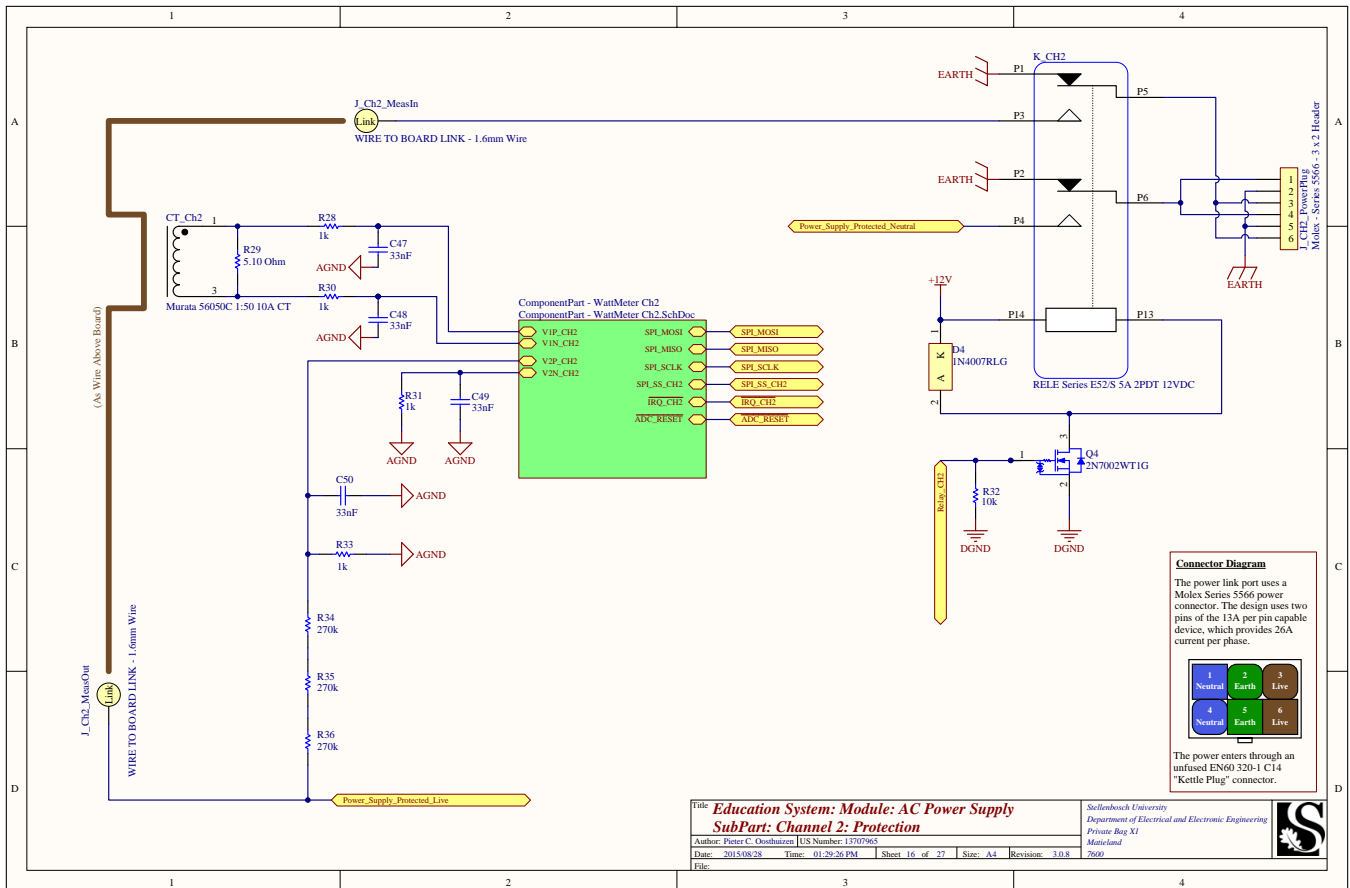 1
2
3
4
A
A
B
B
C
C
D
D
1
2
3
4
J_Ch2_MeasIn
Link
WIRE TO BOARD LINK - 1.6mm Wire
(As Wire Above Board)
CT_Ch2
1
3
Murata 56050C 1:50 10A CT
R29
5.10 Ohm
R28
1k
C47
33nF
AGND
R30
1k
C48
33nF
AGND
ComponentPart - WattMeter Ch2
ComponentPart - WattMeter Ch2.SchDoc
V1P_CH2
V1N_CH2
V2P_CH2
V2N_CH2
SPI_MOSI
SPI_MISO
SPI_SCLK
SPI_SS_CH2
IRQ_CH2
ADC_RESET
SPI_MOSI
SPI_MISO
SPI_SCLK
SPI_SS_CH2
IRQ_CH2
ADC_RESET
R31
1k
C49
33nF
AGND
AGND
C50
33nF
AGND
R33
1k
AGND
R34
270k
R35
270k
R36
270k
J_Ch2_MeasOut
Link
WIRE TO BOARD LINK - 1.6mm Wire
Power_Supply_Protected_Live
K_CH2
EARTH
P1
P5
P3
EARTH
P2
P6
P4
Power_Supply_Protected_Neutral
P14
P13
RELE Series E52/S 5A 2PDT 12VDC
+12V
1
K
A
2
D4
1N4007RLG
3
1
2
Q4
2N7002WT1G
Relay_CH2
R32
10k
DGND
DGND
1
2
3
4
5
6
J_CH2_PowerPlug
Molex - Series 5566 - 3 x 2 Header
EARTH
Connector Diagram
The power link port uses a
Molex Series 5566 power
connector. The design uses two
pins of the 13A per pin capable
device, which provides 26A
current per phase.
1 2 3
Neutral Earth Live
4 5 6
Neutral Earth Live
The power enters through an
unfused EN60 320-1 C14
"Kettle Plug" connector.
Title Education System: Module: AC Power Supply
SubPart: Channel 2: Protection
Author: Pieter C. Oosthuizen US Number: 13707965
Date: 2015/08/28 Time: 01:29:26 PM Sheet 16 of 27 Size: A4 Revision: 3.0.8
File:
Stellenbosch University
Department of Electrical and Electronic Engineering
Private Bag X1
Matieland
7600
S